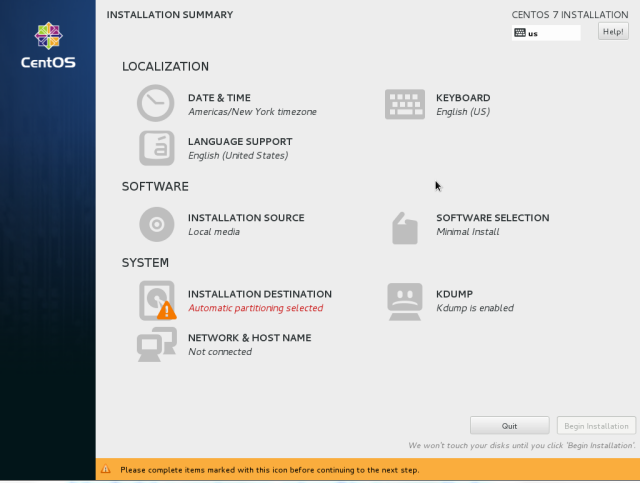 INSTALLATION SUMMARY
CENTOS 7 INSTALLATION
us
Help!
CentOS
LOCALIZATION
DATE & TIME
Americas/New York timezone
KEYBOARD
English (US)
LANGUAGE SUPPORT
English (United States)
SOFTWARE
INSTALLATION SOURCE
Local media
SOFTWARE SELECTION
Minimal Install
SYSTEM
INSTALLATION DESTINATION
Automatic partitioning selected
KDUMP
Kdump is enabled
NETWORK & HOST NAME
Not connected
Quit
Begin Installation
We won't touch your disks until you click 'Begin Installation'.
Please complete items marked with this icon before continuing to the next step.